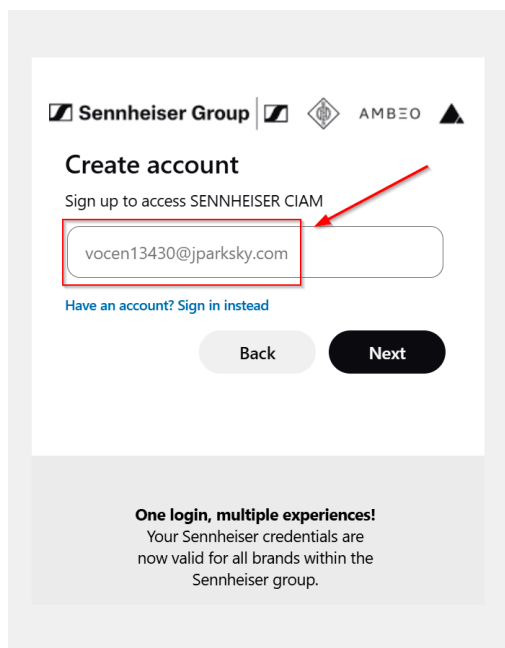 Sennheiser Group AMBEO
Create account
Sign up to access SENNHEISER CIAM
vocen13430@jparksky.com
Have an account? Sign in instead
Back Next
One login, multiple experiences!
Your Sennheiser credentials are
now valid for all brands within the
Sennheiser group.